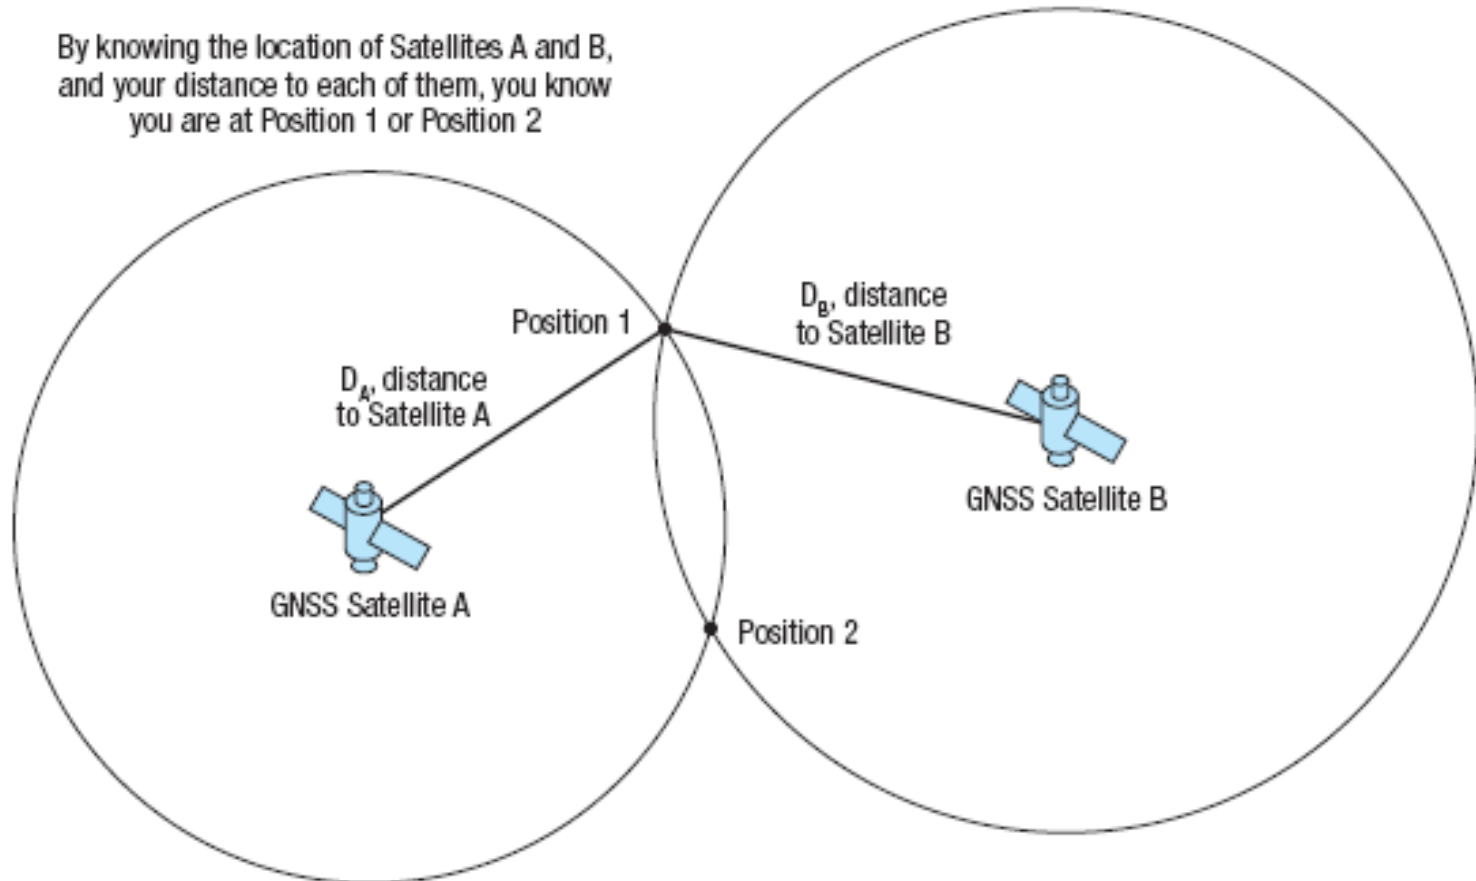 By knowing the location of Satellites A and B,
and your distance to each of them, you know
you are at Position 1 or Position 2
Position 1
D_B, distance
to Satellite B
D_A, distance
to Satellite A
GNSS Satellite B
GNSS Satellite A
Position 2